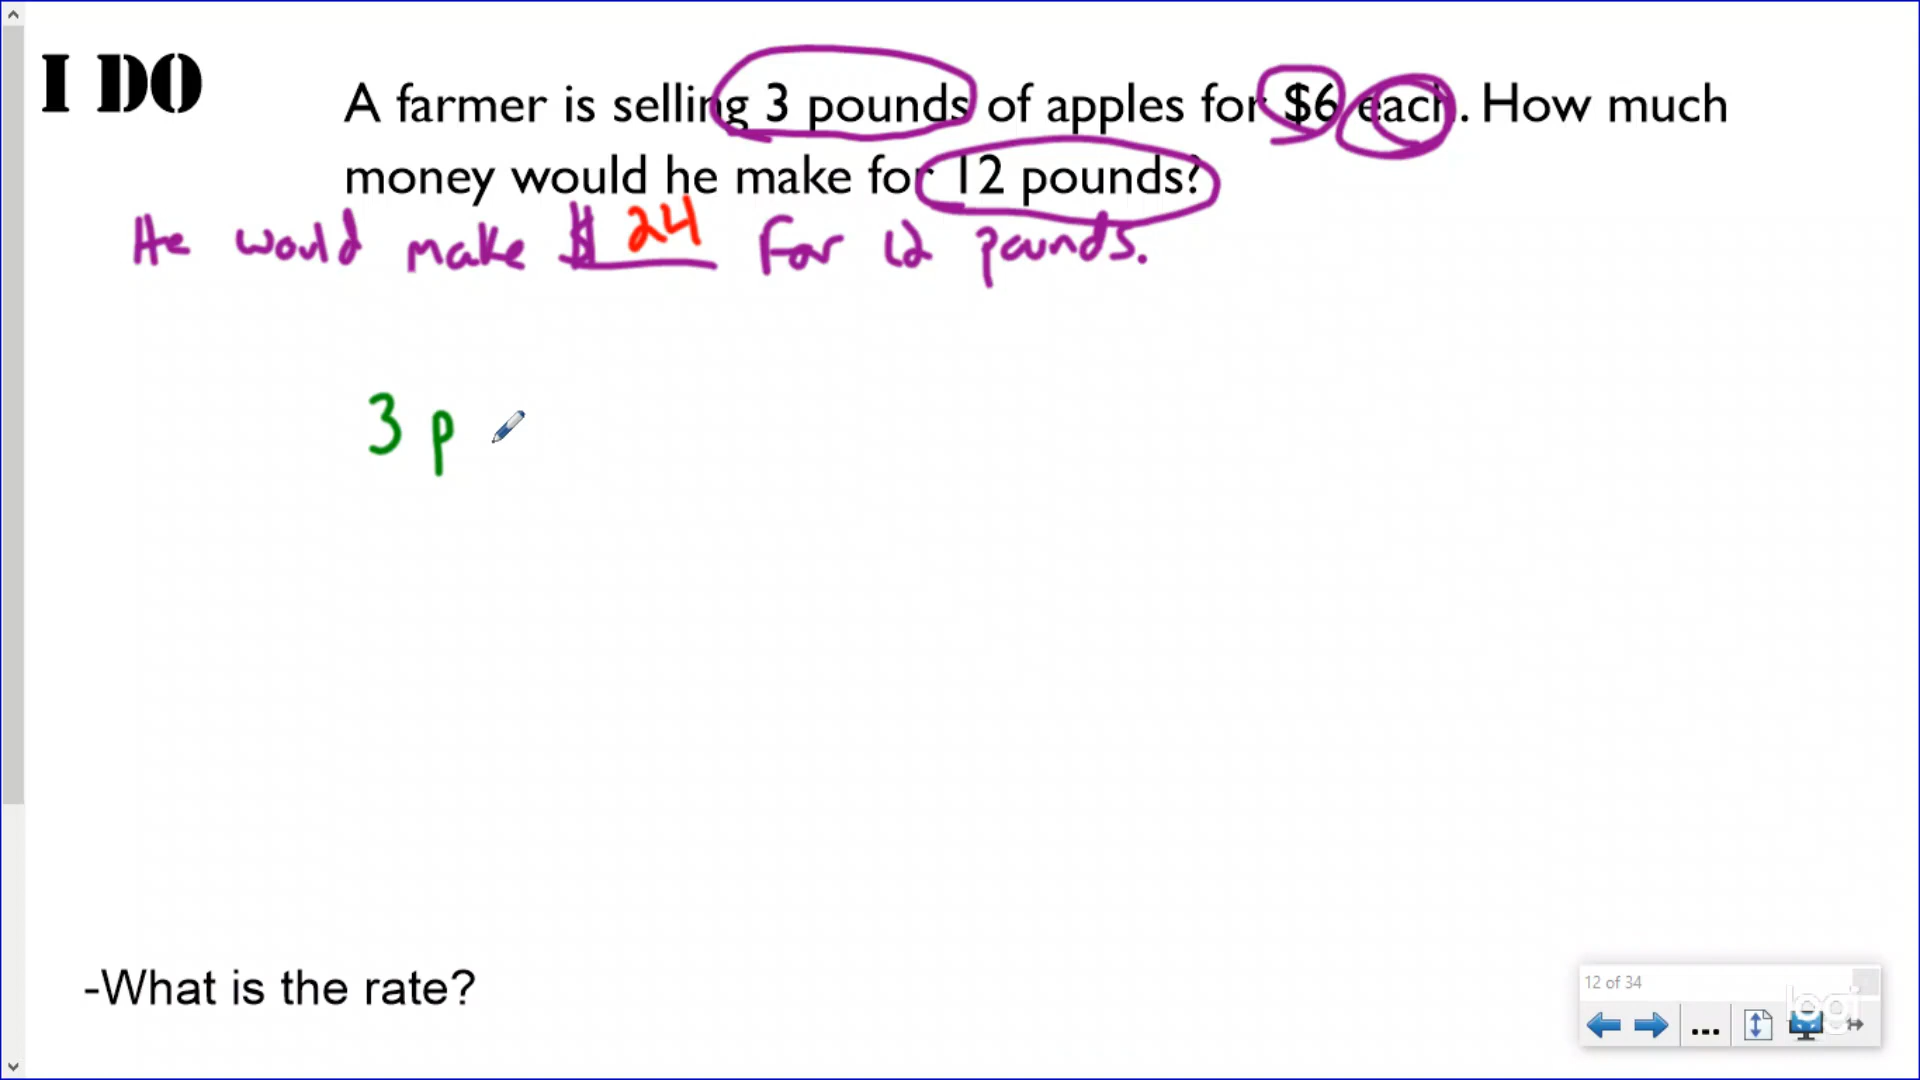 I DO
A farmer is selling 3 pounds of apples for $6 each. How much
money would he make for 12 pounds?
He would make $ 24 for 12 pounds.
3 p
-What is the rate?
12 of 34
logi